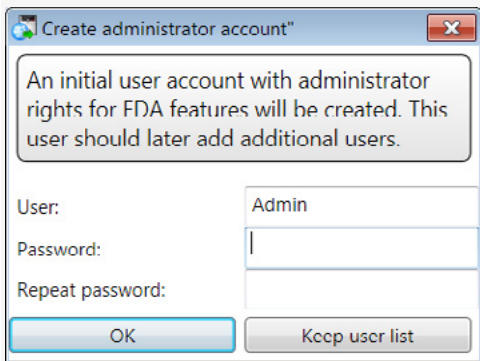 Create administrator account"
An initial user account with administrator
rights for FDA features will be created. This
user should later add additional users.
User:
Admin
Password:
Repeat password:
OK
Keep user list